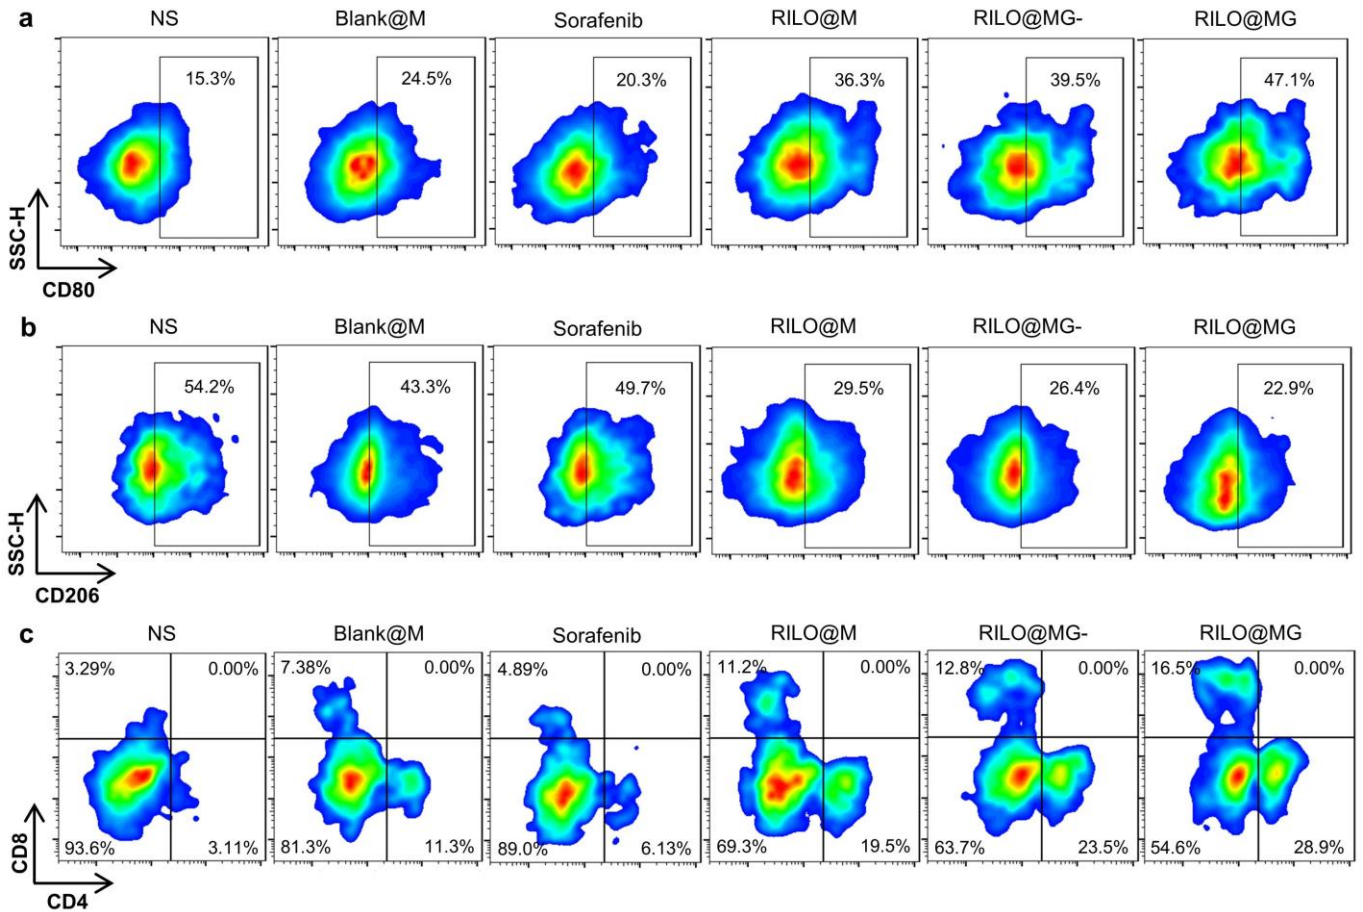 a NS Blank@M Sorafenib RILO@M RILO@MG- RILO@MG
15.3% 24.5% 20.3% 36.3% 39.5% 47.1%
SSC-H
CD80
b NS Blank@M Sorafenib RILO@M RILO@MG- RILO@MG
54.2% 43.3% 49.7% 29.5% 26.4% 22.9%
SSC-H
CD206
c NS Blank@M Sorafenib RILO@M RILO@MG- RILO@MG
3.29% 0.00% 7.38% 0.00% 4.89% 0.00% 11.2% 0.00% 12.8% 0.00% 16.5% 0.00%
93.6% 3.11% 81.3% 11.3% 89.0% 6.13% 69.3% 19.5% 63.7% 23.5% 54.6% 28.9%
CD8
CD4